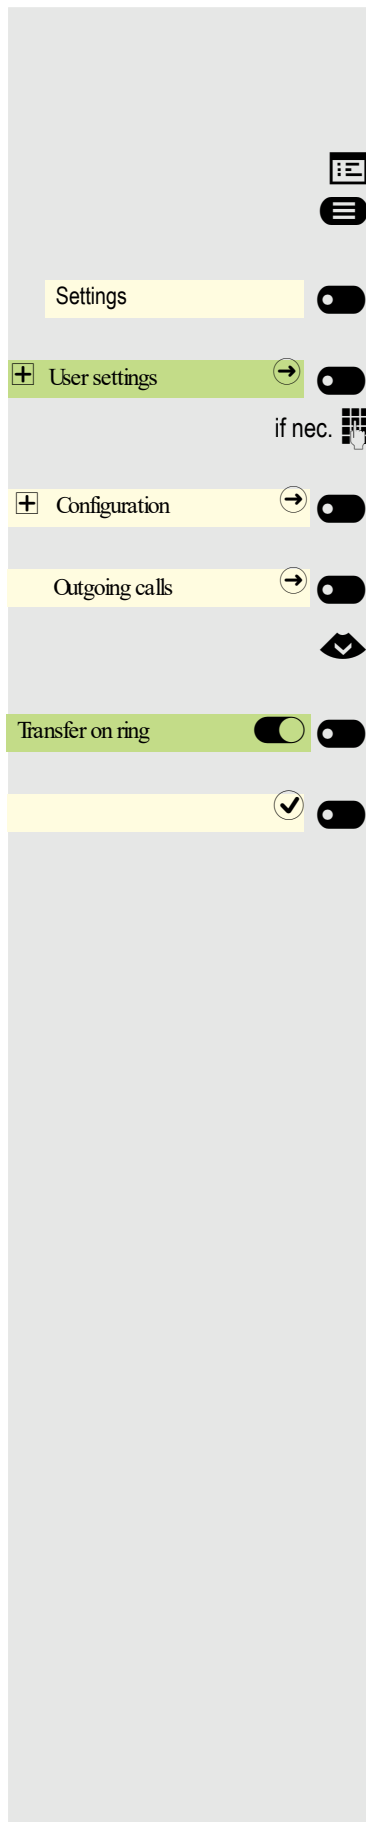 Settings
User settings
if nec.
Configuration
Outgoing calls
Transfer on ring